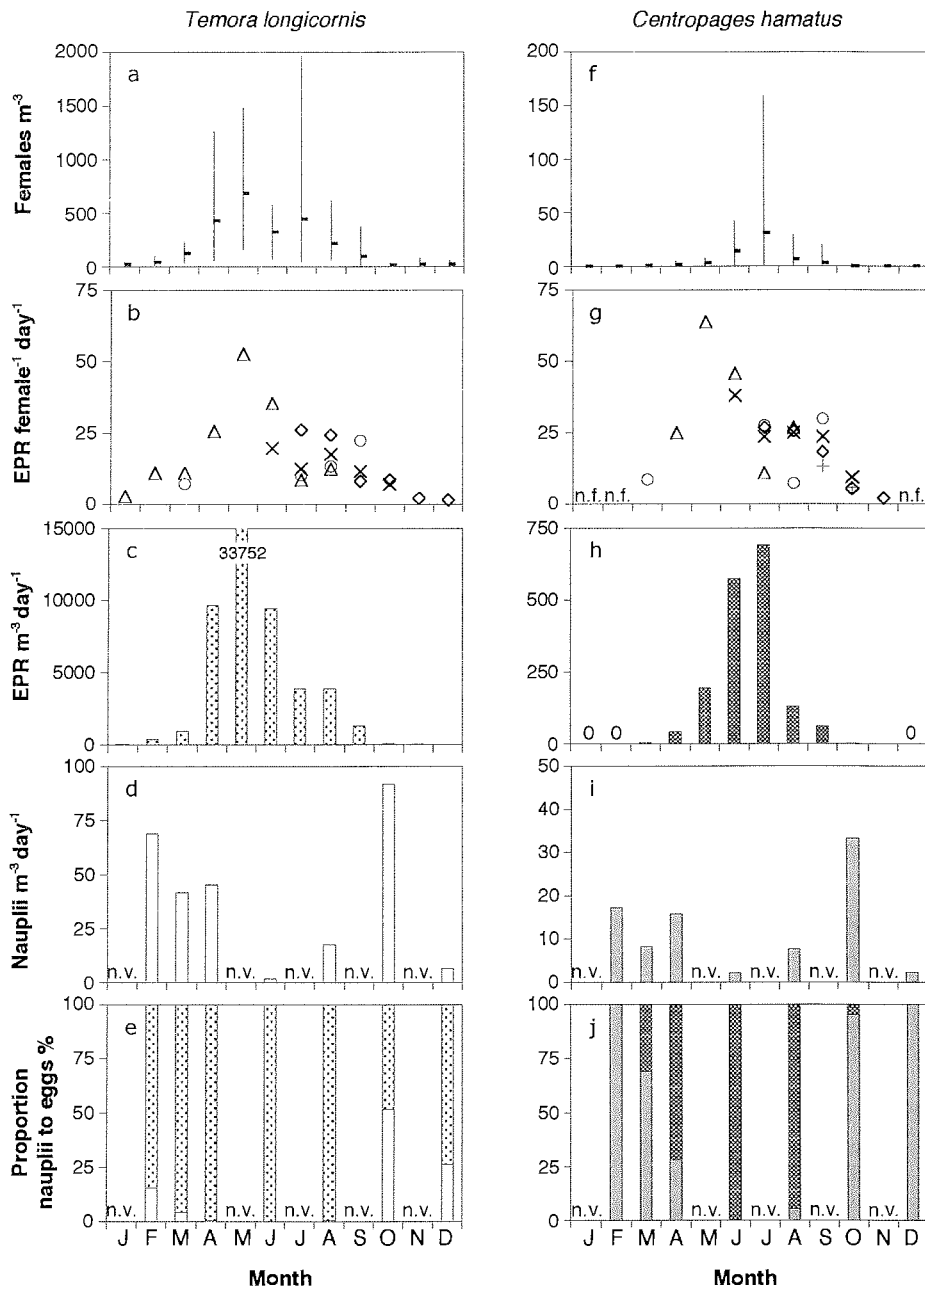 Temora longicornis
Centropages hamatus
Females m⁻³
2000
1500
1000
500
0
a
200
150
100
50
0
f
EPR female⁻¹ day⁻¹
75
50
25
0
b
75
50
25
0
g
n.f. n.f.
n.f.
EPR m⁻³ day⁻¹
15000
10000
5000
0
c
33752
750
500
250
0
h
0 0 0
Nauplii m⁻³ day⁻¹
100
75
50
25
0
d
n.v. n.v. n.v. n.v. n.v.
50
40
30
20
10
0
i
n.v. n.v. n.v. n.v. n.v.
Proportion
nauplii to eggs %
100
75
50
25
0
e
n.v. n.v. n.v. n.v. n.v.
100
75
50
25
0
j
n.v. n.v. n.v. n.v. n.v.
J F M A M J J A S O N D
J F M A M J J A S O N D
Month
Month